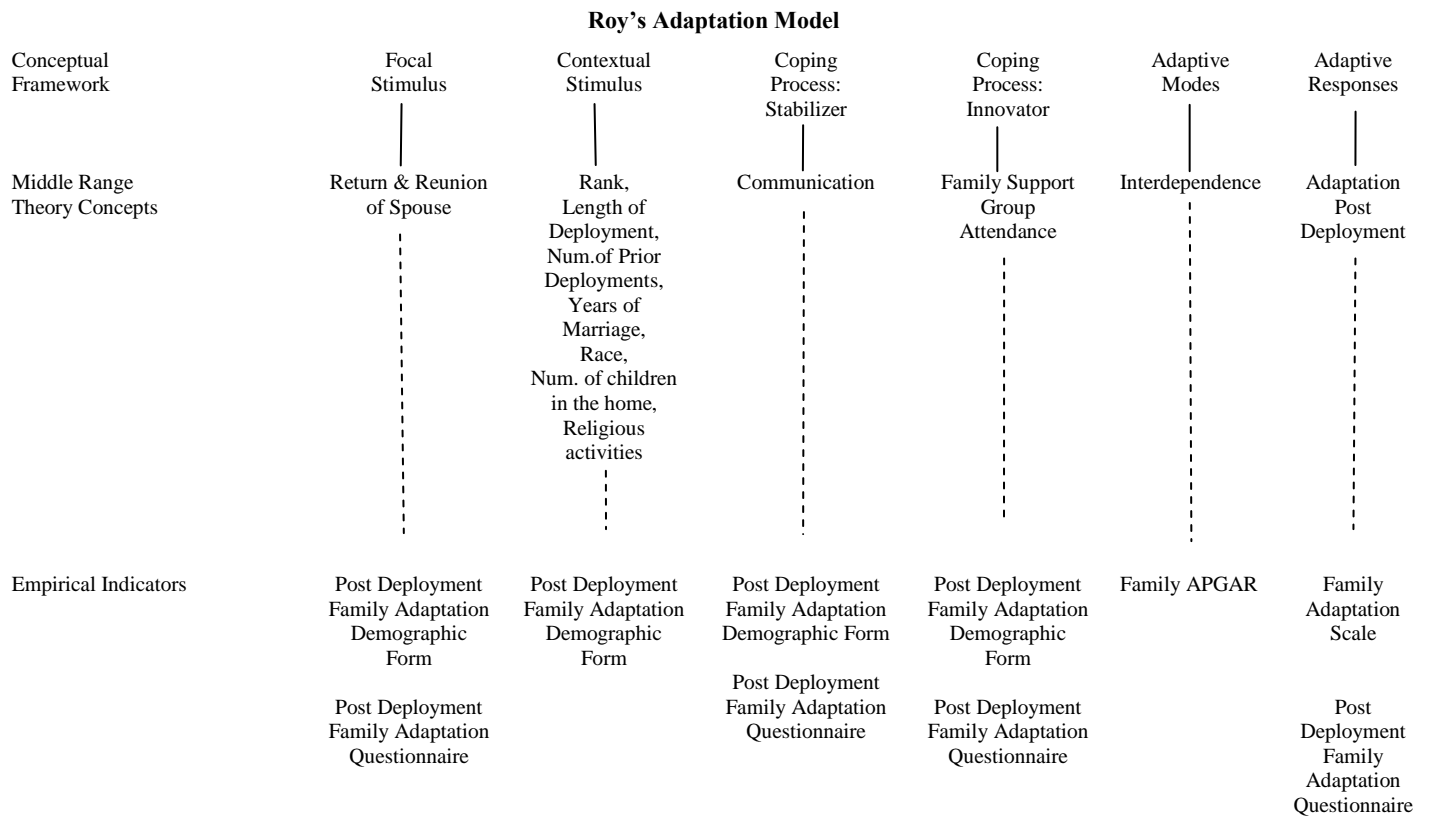 Roy’s Adaptation Model
Conceptual
Framework
Focal
Stimulus
Contextual
Stimulus
Coping
Process:
Stabilizer
Coping
Process:
Innovator
Adaptive
Modes
Adaptive
Responses
Middle Range
Theory Concepts
Return & Reunion
of Spouse
Rank,
Length of
Deployment,
Num.of Prior
Deployments,
Years of
Marriage,
Race,
Num. of children
in the home,
Religious
activities
Communication
Family Support
Group
Attendance
Interdependence
Adaptation
Post
Deployment
Empirical Indicators
Post Deployment
Family Adaptation
Demographic
Form
Post Deployment
Family Adaptation
Questionnaire
Post Deployment
Family Adaptation
Demographic
Form
Post Deployment
Family Adaptation
Demographic Form
Post Deployment
Family Adaptation
Questionnaire
Post Deployment
Family Adaptation
Demographic
Form
Post Deployment
Family Adaptation
Questionnaire
Family APGAR
Family
Adaptation
Scale
Post
Deployment
Family
Adaptation
Questionnaire